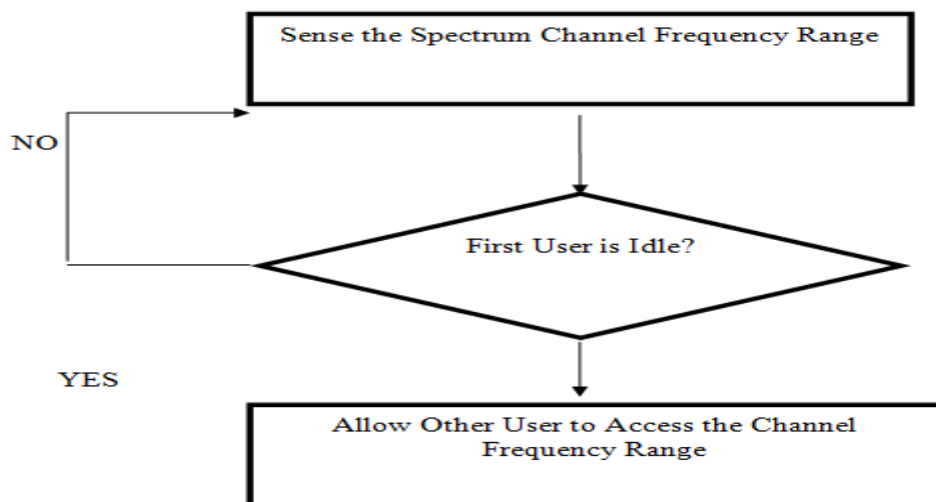 Sense the Spectrum Channel Frequency Range
NO
First User is Idle?
YES
Allow Other User to Access the Channel
Frequency Range